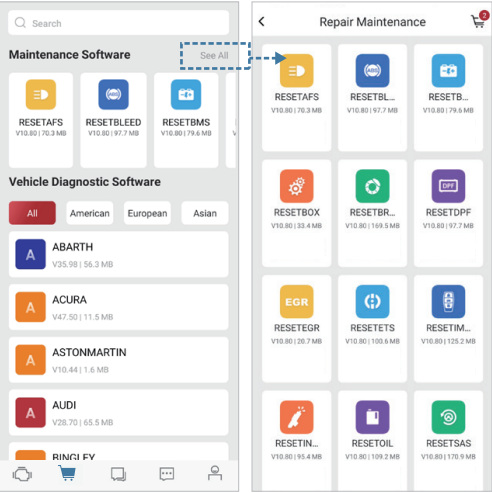 Search
Maintenance Software
See All
RESETAFS
V10.80 | 70.3 MB
RESETBLEED
V10.80 | 97.7 MB
RESETBMS
V10.80 | 79.6 MB
Vehicle Diagnostic Software
All
American
European
Asian
A
ABARTH
V35.98 | 56.3 MB
A
ACURA
V47.50 | 11.5 MB
A
ASTONMARTIN
V10.44 | 1.6 MB
A
AUDI
V28.70 | 65.5 MB
BINGLEY
Repair Maintenance
2
RESETAFS
V10.80 | 70.3 MB
RESETBL...
V10.80 | 97.7 MB
RESETB...
V10.80 | 79.6 MB
RESETBOX
V10.80 | 33.4 MB
RESETBR...
V10.80 | 169.5 MB
DPF
RESETDPF
V10.80 | 97.7 MB
EGR
RESETEGR
V10.80 | 20.7 MB
RESETETS
V10.80 | 100.6 MB
RESETIM...
V10.80 | 125.2 MB
RESETIN...
V10.80 | 95.4 MB
RESETOIL
V10.80 | 109.2 MB
RESETSAS
V10.80 | 170.9 MB